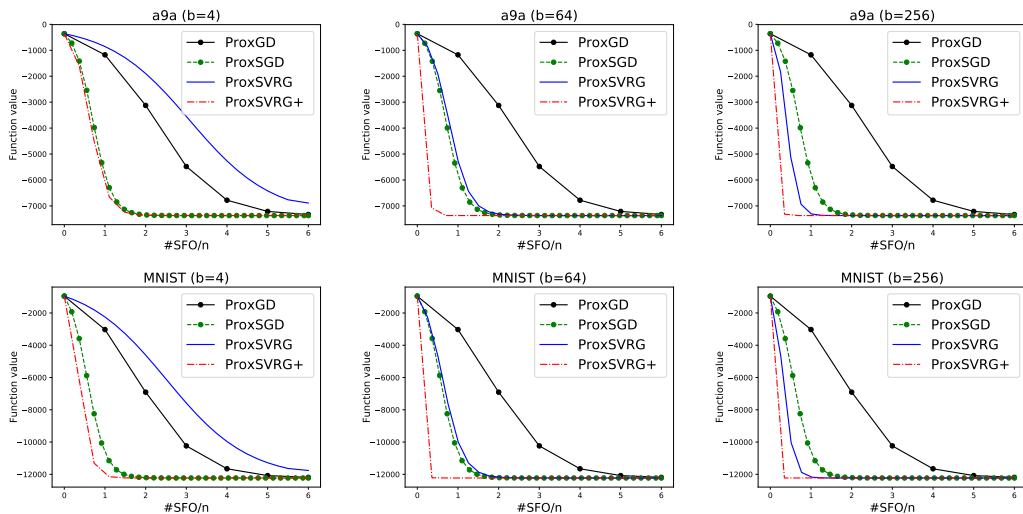 a9a (b=4)
0
−1000
−2000
−3000
−4000
−5000
−6000
−7000
Function value
ProxGD
ProxSGD
ProxSVRG
ProxSVRG+
0 1 2 3 4 5 6
#SFO/n
a9a (b=64)
0
−1000
−2000
−3000
−4000
−5000
−6000
−7000
Function value
ProxGD
ProxSGD
ProxSVRG
ProxSVRG+
0 1 2 3 4 5 6
#SFO/n
a9a (b=256)
0
−1000
−2000
−3000
−4000
−5000
−6000
−7000
Function value
ProxGD
ProxSGD
ProxSVRG
ProxSVRG+
0 1 2 3 4 5 6
#SFO/n
MNIST (b=4)
−2000
−4000
−6000
−8000
−10000
−12000
Function value
ProxGD
ProxSGD
ProxSVRG
ProxSVRG+
0 1 2 3 4 5 6
#SFO/n
MNIST (b=64)
−2000
−4000
−6000
−8000
−10000
−12000
Function value
ProxGD
ProxSGD
ProxSVRG
ProxSVRG+
0 1 2 3 4 5 6
#SFO/n
MNIST (b=256)
−2000
−4000
−6000
−8000
−10000
−12000
Function value
ProxGD
ProxSGD
ProxSVRG
ProxSVRG+
0 1 2 3 4 5 6
#SFO/n